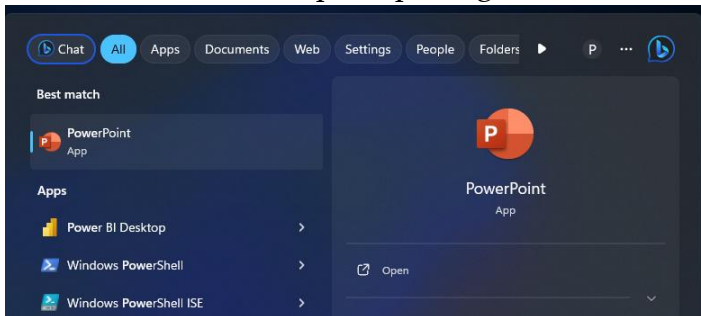 Chat All Apps Documents Web Settings People Folders P ...
Best match
PowerPoint
App
Apps
Power BI Desktop
Windows PowerShell
Windows PowerShell ISE
P
PowerPoint
App
Open